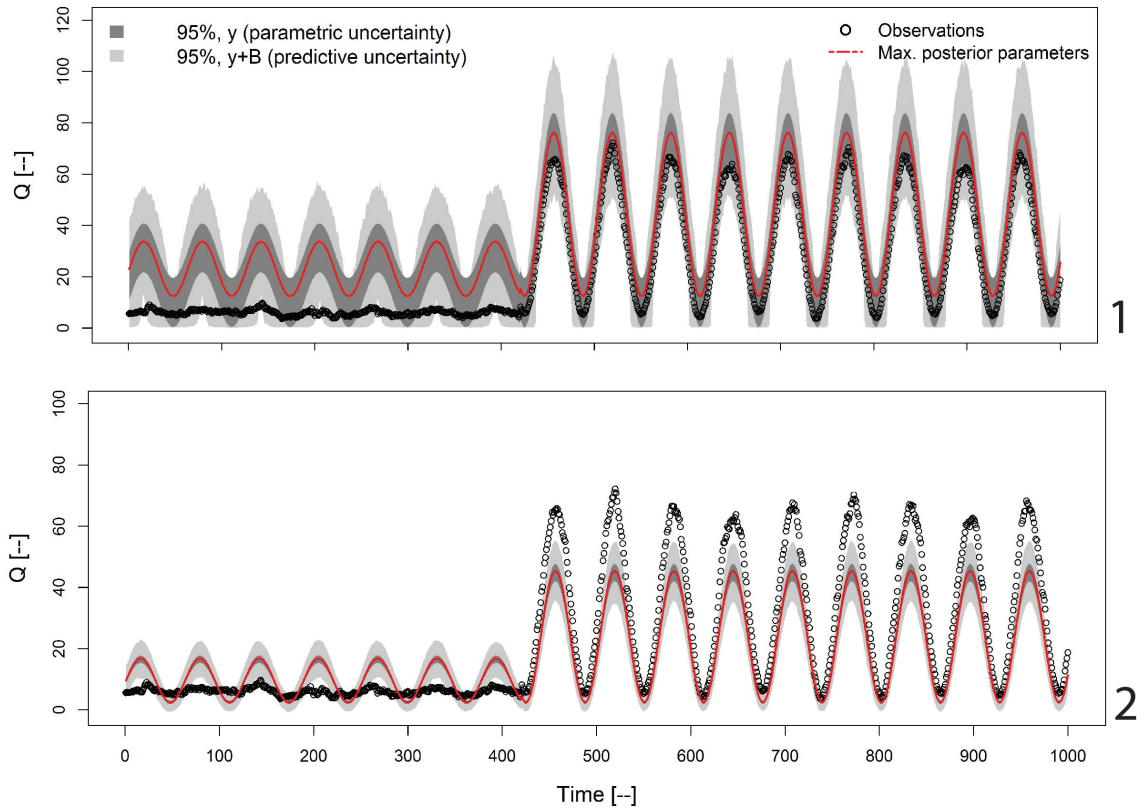 120
100
80
60
40
20
0
Q [--]
95%, y (parametric uncertainty)
95%, y+B (predictive uncertainty)
Observations
Max. posterior parameters
1
100
80
60
40
20
0
Q [--]
2
0 100 200 300 400 500 600 700 800 900 1000
Time [--]